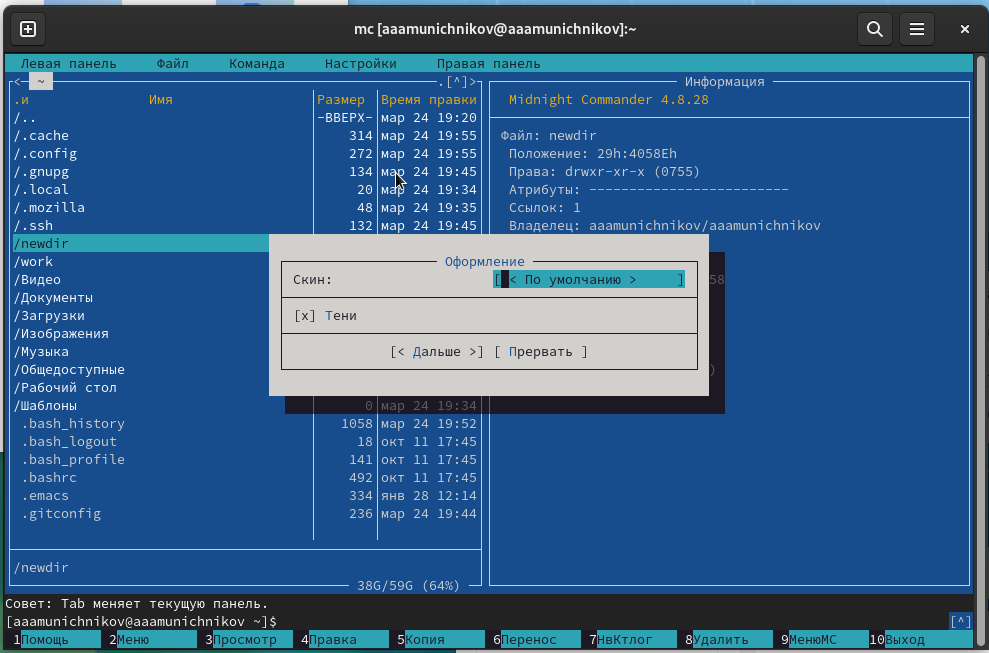 mc [aaamunichnikov@aaamunichnikov]:~
Левая панель Файл Команда Настройки Правая панель
<─ ~ .[^]>
.и Имя Размер Время правки
/.. -ВВЕРХ- мар 24 19:20
/.cache 314 мар 24 19:55
/.config 272 мар 24 19:55
/.gnupg 134 мар 24 19:45
/.local 20 мар 24 19:34
/.mozilla 48 мар 24 19:35
/.ssh 132 мар 24 19:45
/newdir
/work
/Видео
/Документы
/Загрузки
/Изображения
/Музыка
/Общедоступные
/Рабочий стол
/Шаблоны 0 мар 24 19:34
.bash_history 1058 мар 24 19:52
.bash_logout 18 окт 11 17:45
.bash_profile 141 окт 11 17:45
.bashrc 492 окт 11 17:45
.emacs 334 янв 28 12:14
.gitconfig 236 мар 24 19:44
/newdir
38G/59G (64%)
Информация
Midnight Commander 4.8.28
Файл: newdir
Положение: 29h:4058Eh
Права: drwxr-xr-x (0755)
Атрибуты: -------------------------
Ссылок: 1
Владелец: aaamunichnikov/aaamunichnikov
58
)
Оформление
Скин: [ < По умолчанию > ]
[x] Тени
[< Дальше >] [ Прервать ]
Совет: Tab меняет текущую панель.
[aaamunichnikov@aaamunichnikov ~]$ [^]
1Помощь 2Меню 3Просмотр 4Правка 5Копия 6Перенос 7НвКтлог 8Удалить 9МенюMC 10Выход